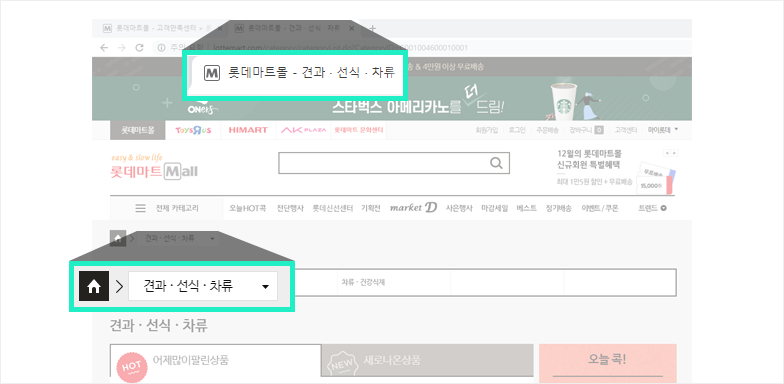 롯데마트몰 - 고객만족센터
롯데마트몰 - 견과 · 선식 · 차류
롯데마트몰 - 견과 · 선식 · 차류
& 4만원 이상 무료배송
스타벅스 아메리카노를 더 드림!
롯데마트몰 ToysЯus HIMART AK PLAZA 롯데마트 문화센터 회원가입 로그인 주문배송 장바구니 0 고객센터 마이롯데
easy & slow life
롯데마트 Mall
12월의 롯데마트몰
신규회원 특별혜택
최대 1만5원 할인 + 무료배송
무료배송
15,000원
전체 카테고리 오늘HOT콕 전단행사 롯데신선센터 기획전 market D 사은행사 마감세일 베스트 정기배송 이벤트/쿠폰 트렌드
견과 · 선식 · 차류
견과 · 선식 · 차류
차류 · 건강식재
견과 · 선식 · 차류
HOT 어제많이팔린상품 NEW 새로나온상품 오늘 콕!